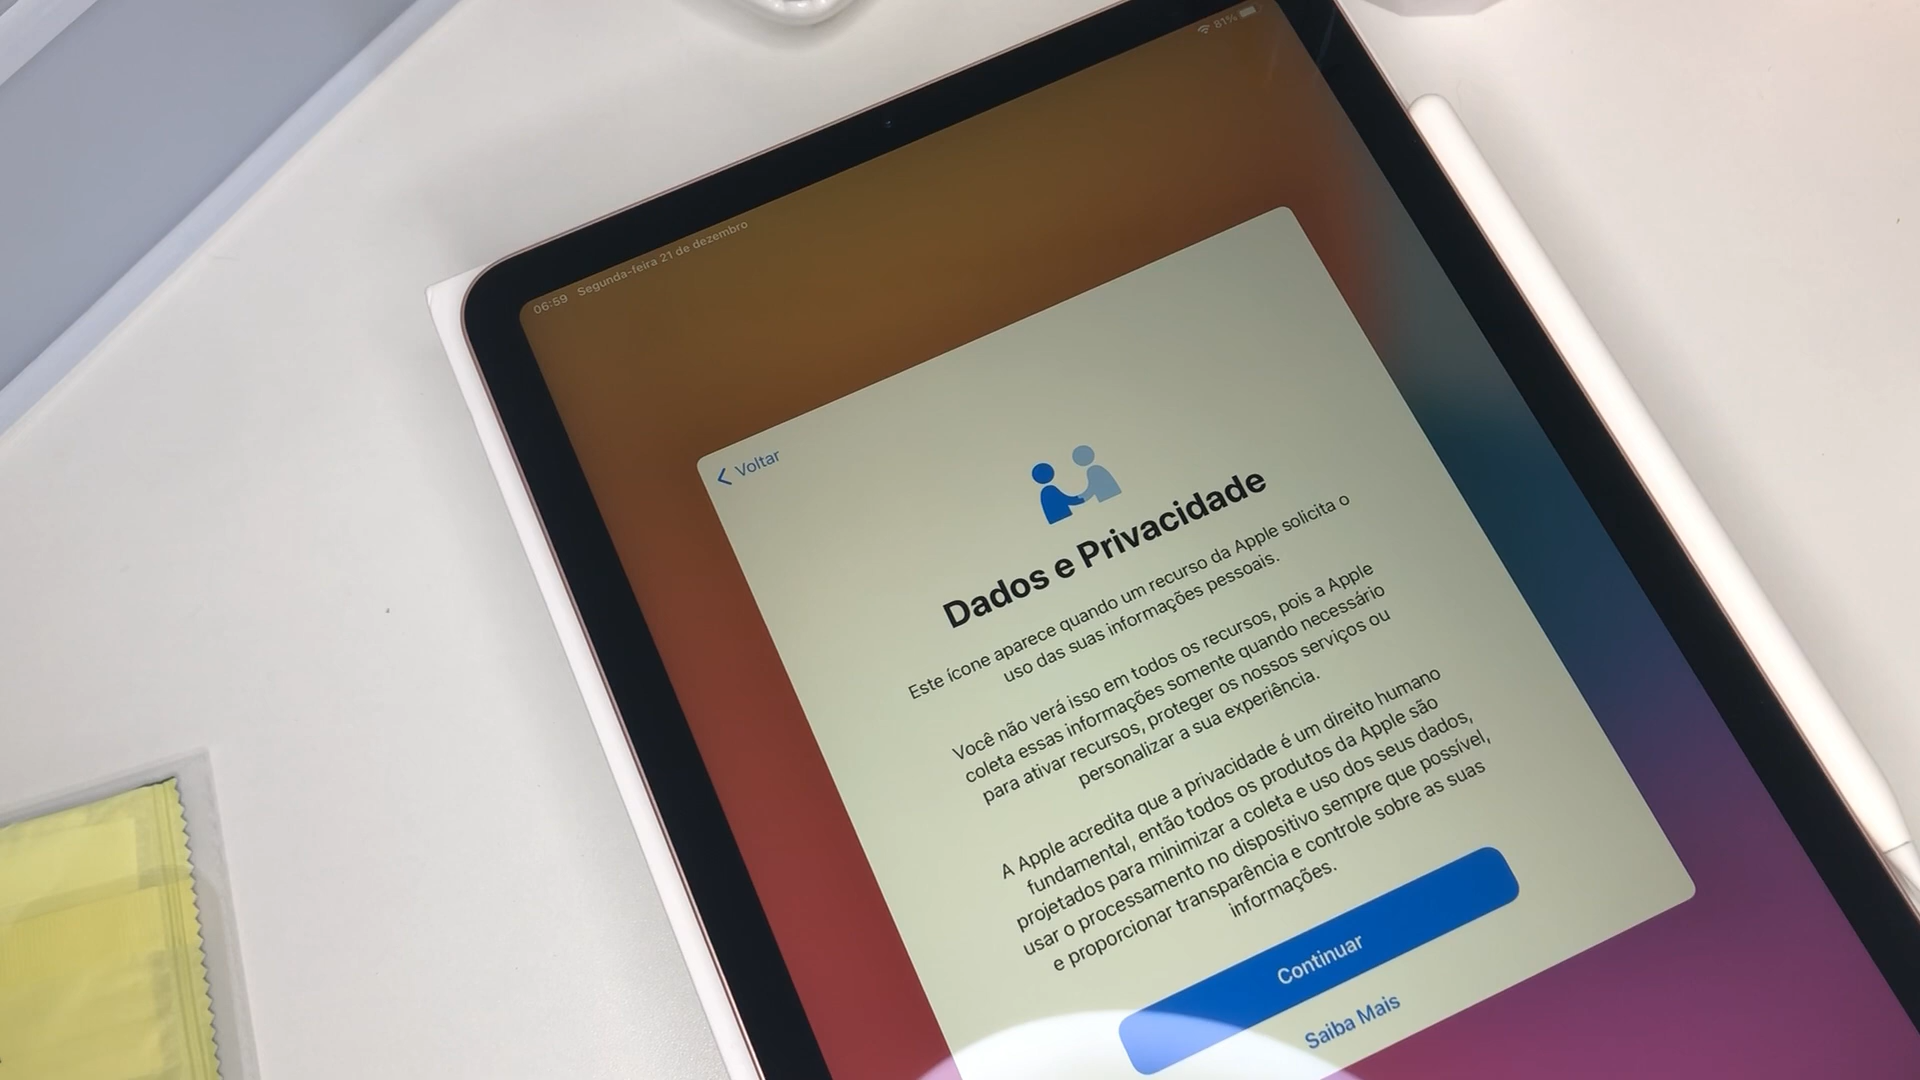 06:59 Segunda-feira 21 de dezembro
81%
Voltar
Dados e Privacidade
Este ícone aparece quando um recurso da Apple solicita o
uso das suas informações pessoais.
Você não verá isso em todos os recursos, pois a Apple
coleta essas informações somente quando necessário
para ativar recursos, proteger os nossos serviços ou
personalizar a sua experiência.
A Apple acredita que a privacidade é um direito humano
fundamental, então todos os produtos da Apple são
projetados para minimizar a coleta e uso dos seus dados,
usar o processamento no dispositivo sempre que possível,
e proporcionar transparência e controle sobre as suas
informações.
Continuar
Saiba Mais